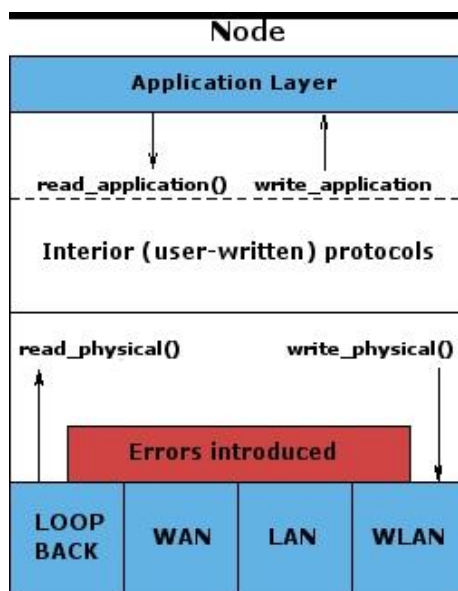 Node
Application Layer
read_application() write_application
Interior (user-written) protocols
read_physical() write_physical()
Errors introduced
LOOP BACK WAN LAN WLAN